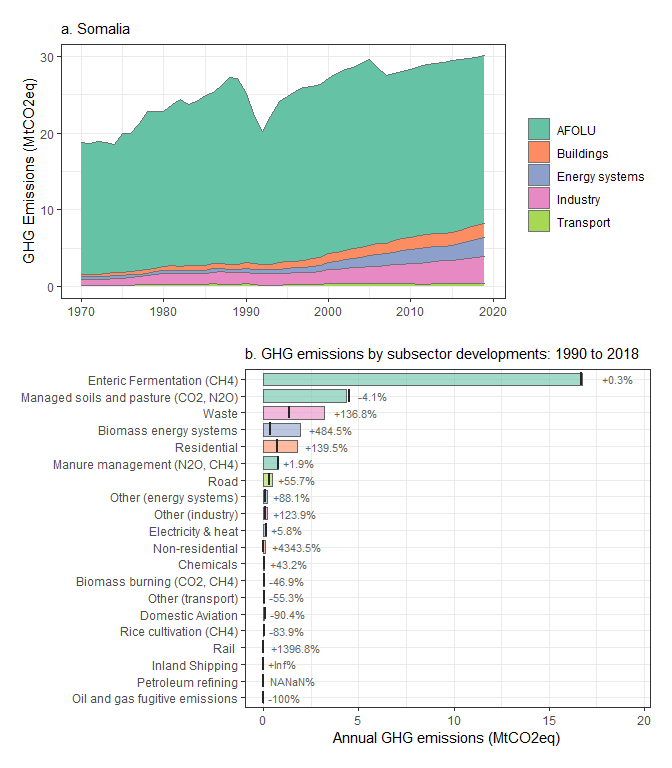 a. Somalia
GHG Emissions (MtCO2eq)
30
20
10
0
1970
1980
1990
2000
2010
2020
AFOLU
Buildings
Energy systems
Industry
Transport
b. GHG emissions by subsector developments: 1990 to 2018
Enteric Fermentation (CH4) +0.3%
Managed soils and pasture (CO2, N2O) -4.1%
Waste +136.8%
Biomass energy systems +484.5%
Residential +139.5%
Manure management (N2O, CH4) +1.9%
Road +55.7%
Other (energy systems) +88.1%
Other (industry) +123.9%
Electricity & heat +5.8%
Non-residential +4343.5%
Chemicals +43.2%
Biomass burning (CO2, CH4) -46.9%
Other (transport) -55.3%
Domestic Aviation -90.4%
Rice cultivation (CH4) -83.9%
Rail +1396.8%
Inland Shipping +Inf%
Petroleum refining NANaN%
Oil and gas fugitive emissions -100%
0
5
10
15
20
Annual GHG emissions (MtCO2eq)